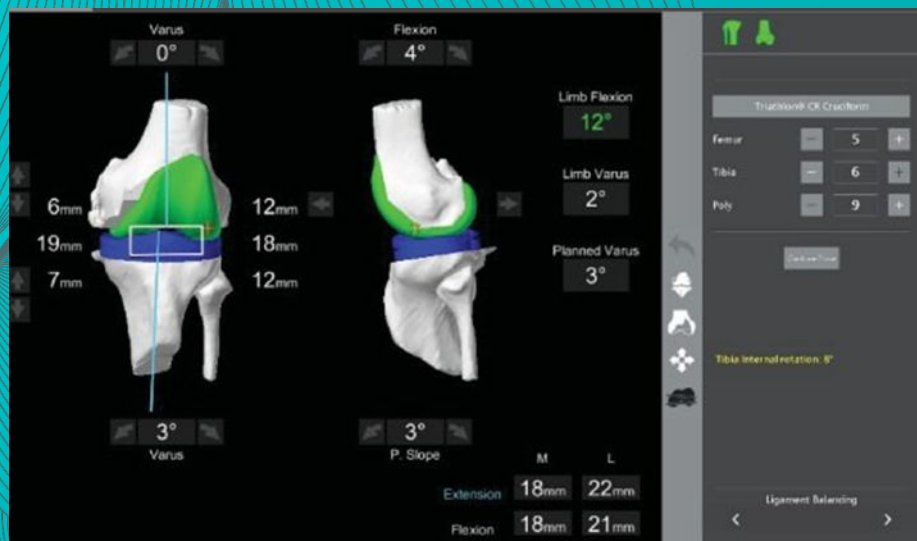 Varus
0°
Flexion
4°
Limb Flexion
12°
Limb Varus
2°
Planned Varus
3°
6mm
12mm
19mm
18mm
7mm
12mm
3°
Varus
3°
P. Slope
M L
Extension 18mm 22mm
Flexion 18mm 21mm
Triathlon® CR Cruciform
Femur - 5 +
Tibia - 6 +
Poly - 9 +
Tibia Internal rotation: 8°
Ligament Balancing
< >